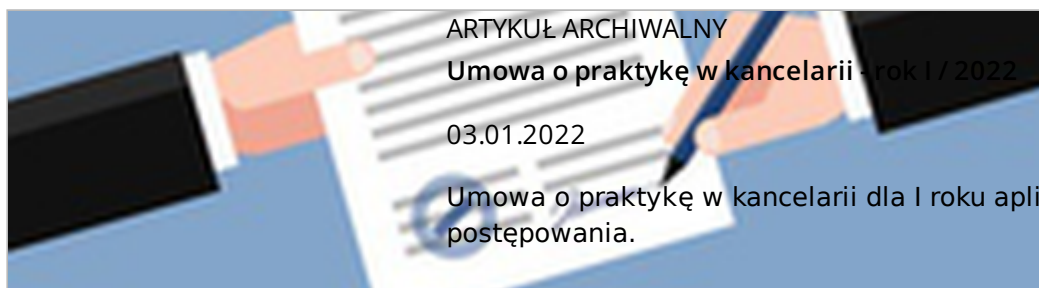 ARTYKUŁ ARCHIWALNY
Umowa o praktykę w kancelarii - rok I / 2022
03.01.2022
Umowa o praktykę w kancelarii dla I roku apli
postępowania.